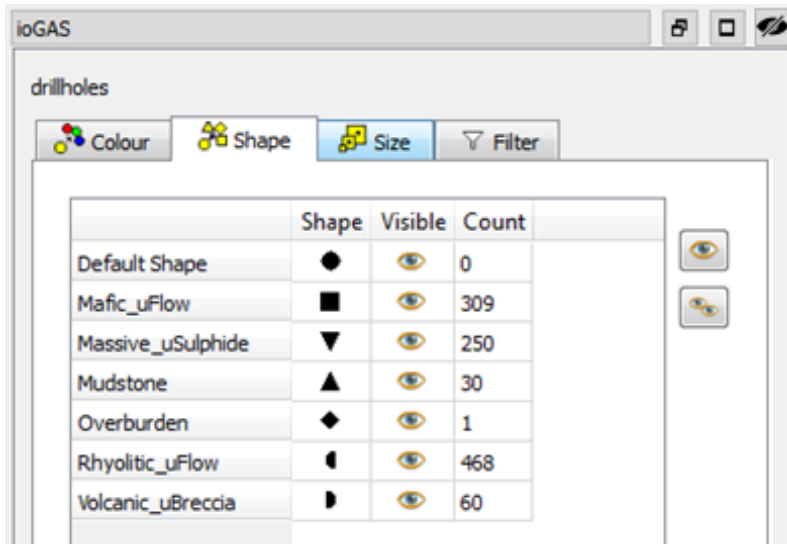 ioGAS
drillholes
Colour Shape Size Filter
Shape Visible Count
Default Shape 0
Mafic_uFlow 309
Massive_uSulphide 250
Mudstone 30
Overburden 1
Rhyolitic_uFlow 468
Volcanic_uBreccia 60